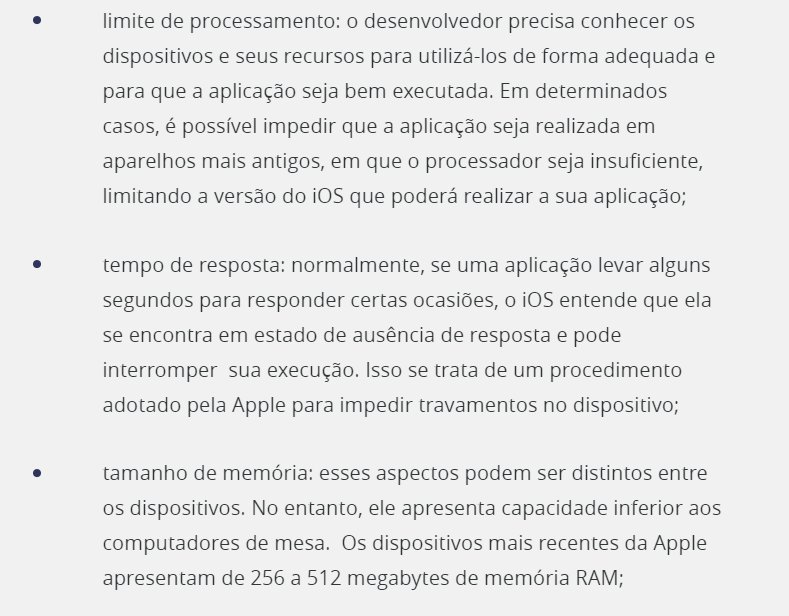 • limite de processamento: o desenvolvedor precisa conhecer os
dispositivos e seus recursos para utilizá-los de forma adequada e
para que a aplicação seja bem executada. Em determinados
casos, é possível impedir que a aplicação seja realizada em
aparelhos mais antigos, em que o processador seja insuficiente,
limitando a versão do iOS que poderá realizar a sua aplicação;
• tempo de resposta: normalmente, se uma aplicação levar alguns
segundos para responder certas ocasiões, o iOS entende que ela
se encontra em estado de ausência de resposta e pode
interromper  sua execução. Isso se trata de um procedimento
adotado pela Apple para impedir travamentos no dispositivo;
• tamanho de memória: esses aspectos podem ser distintos entre
os dispositivos. No entanto, ele apresenta capacidade inferior aos
computadores de mesa.  Os dispositivos mais recentes da Apple
apresentam de 256 a 512 megabytes de memória RAM;